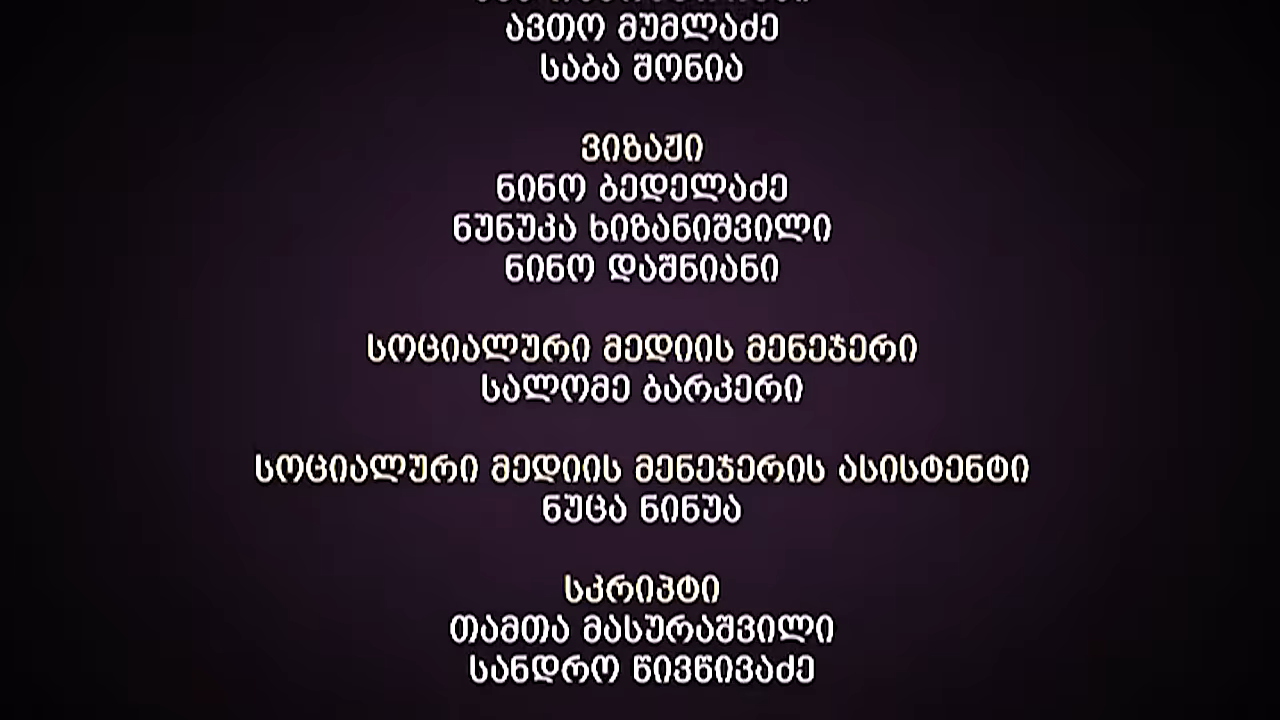 ავთო მუმლაძე
საბა შონია
ვიზაჟი
ნინო ბედელაძე
ნუნუკა ხიზანიშვილი
ნინო დაშნიანი
სოციალური მედიის მენეჯერი
სალომე ბარკერი
სოციალური მედიის მენეჯერის ასისტენტი
ნუცა ნინუა
სკრიპტი
თამთა მასურაშვილი
სანდრო წივწივაძე